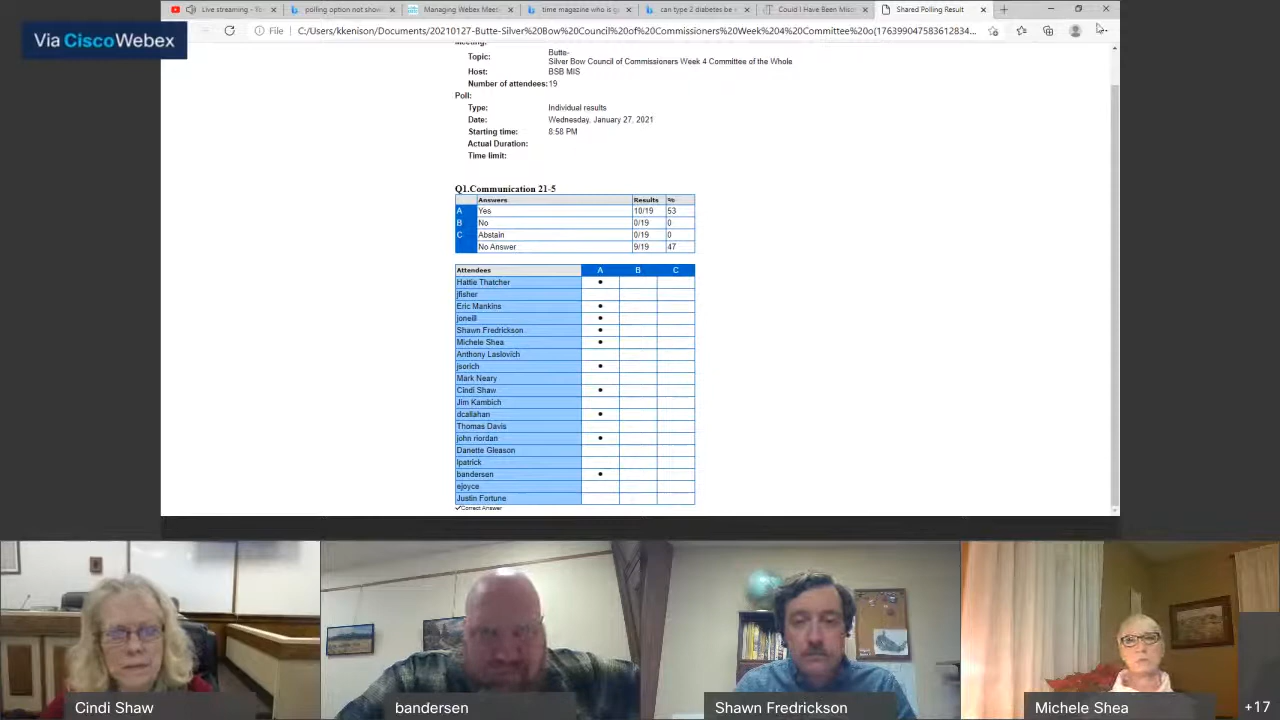 Live streaming - Yo
polling option not show
Managing Webex Meet
time magazine who is g
can type 2 diabetes be
Could I Have Been Mis
Shared Polling Result
File
C:/Users/kkenison/Documents/20210127-Butte-Silver%20Bow%20Council%20of%20Commissioners%20Week%204%20Committee%20o(176399047583612834...
Via Cisco Webex
Meeting:
Topic: Butte-
Silver Bow Council of Commissioners Week 4 Committee of the Whole
Host: BSB MIS
Number of attendees: 19
Poll:
Type: Individual results
Date: Wednesday, January 27, 2021
Starting time: 8:58 PM
Actual Duration:
Time limit:
Q1.Communication 21-5
Answers Results %
A Yes 10/19 53
B No 0/19 0
C Abstain 0/19 0
No Answer 9/19 47
Attendees A B C
Hattie Thatcher •
jfisher
Eric Mankins •
joneill •
Shawn Fredrickson •
Michele Shea •
Anthony Laslovich
jsorich •
Mark Neary
Cindi Shaw •
Jim Kambich
dcallahan •
Thomas Davis
john riordan •
Danette Gleason
lpatrick
bandersen •
ejoyce
Justin Fortune
✓Correct Answer
Cindi Shaw
bandersen
Shawn Fredrickson
Michele Shea
+17